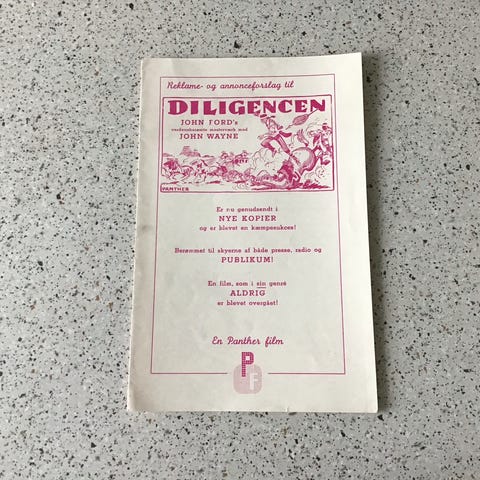 Reklame- og annonceforslag til
DILIGENCEN
JOHN FORD's
verdensberømte mesterværk med
JOHN WAYNE
PANTHER
Er nu genudsendt i
NYE KOPIER
og er blevet en kæmpesukces!
Berømmet til skyerne af både presse, radio og
PUBLIKUM!
En film, som i sin genre
ALDRIG
er blevet overgået!
En Panther film
PF